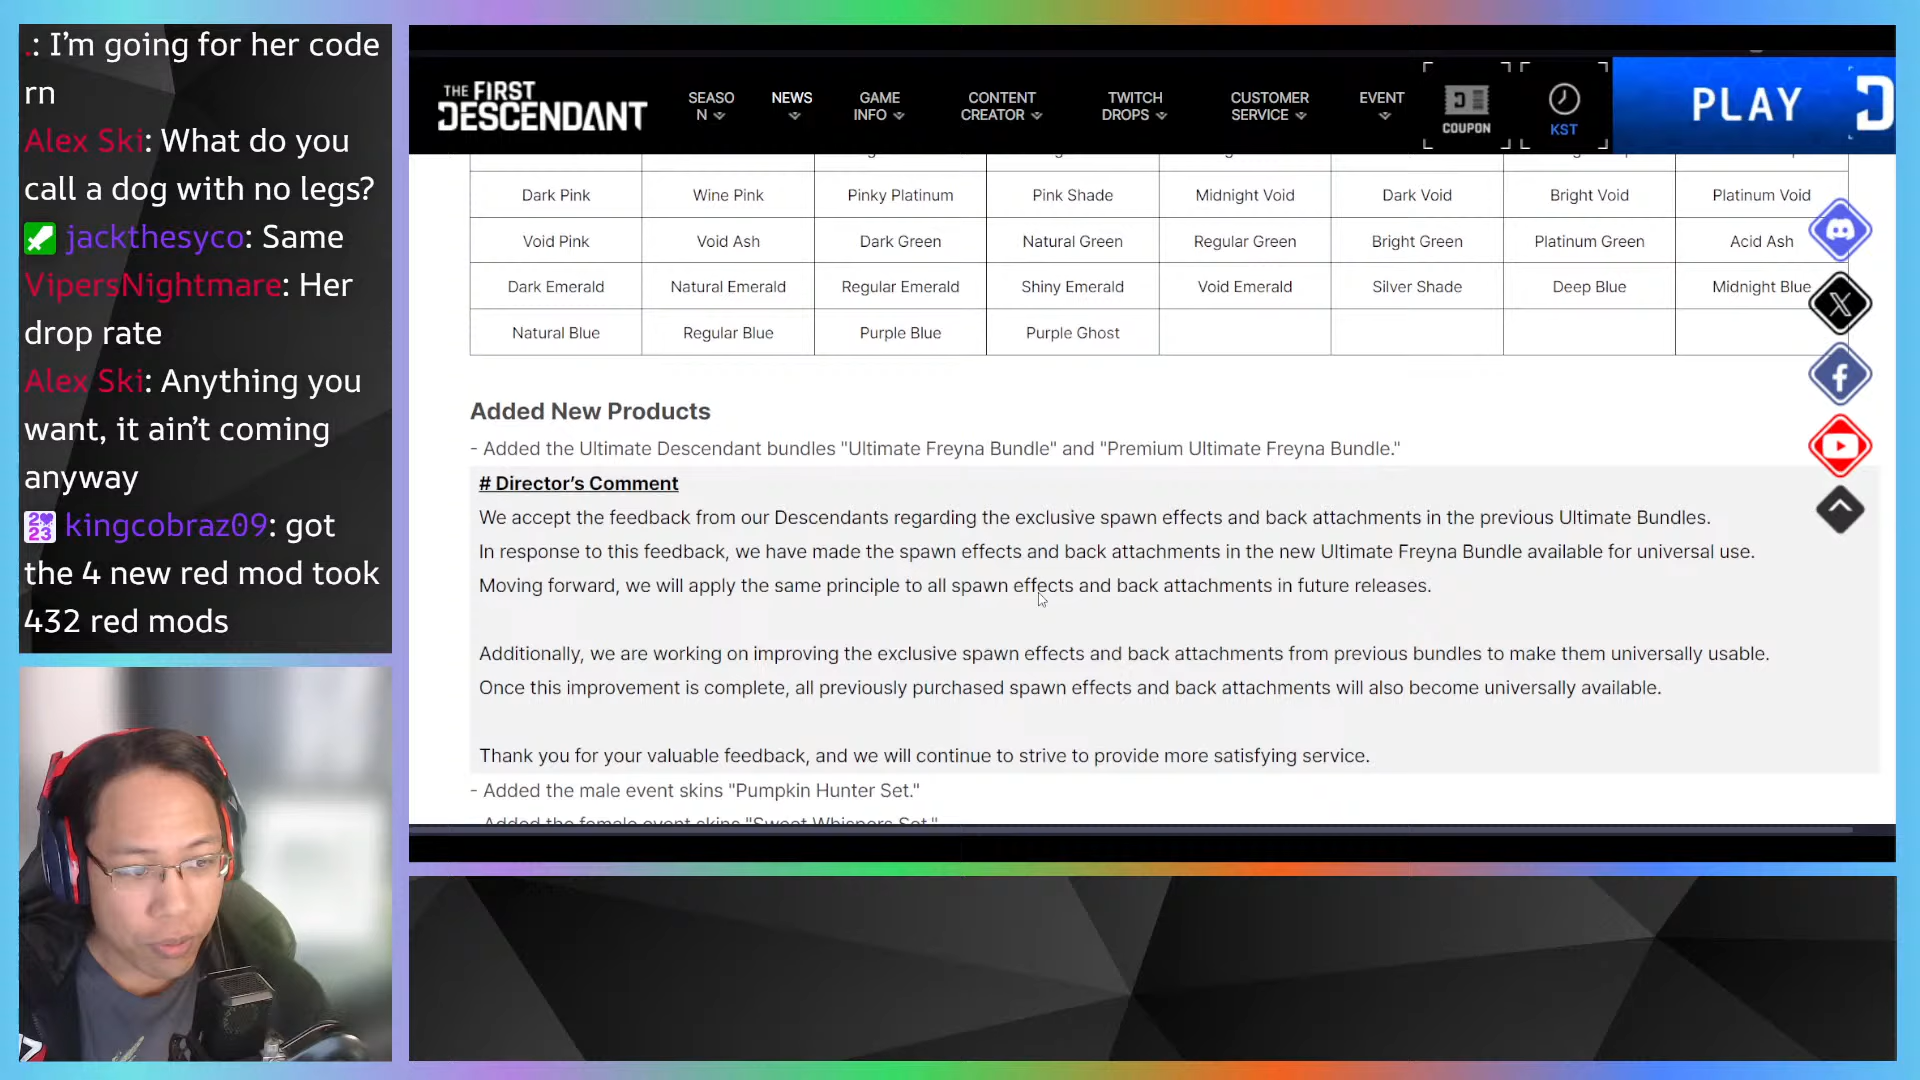 .: I'm going for her code
rn
Alex Ski: What do you
call a dog with no legs?
jackthesyco: Same
VipersNightmare: Her
drop rate
Alex Ski: Anything you
want, it ain't coming
anyway
2023 kingcobraz09: got
the 4 new red mod took
432 red mods
THE FIRST
DESCENDANT
SEASO
N
NEWS
GAME
INFO
CONTENT
CREATOR
TWITCH
DROPS
CUSTOMER
SERVICE
EVENT
COUPON
KST
PLAY
Dark Pink Wine Pink Pinky Platinum Pink Shade Midnight Void Dark Void Bright Void Platinum Void
Void Pink Void Ash Dark Green Natural Green Regular Green Bright Green Platinum Green Acid Ash
Dark Emerald Natural Emerald Regular Emerald Shiny Emerald Void Emerald Silver Shade Deep Blue Midnight Blue
Natural Blue Regular Blue Purple Blue Purple Ghost
Added New Products
- Added the Ultimate Descendant bundles "Ultimate Freyna Bundle" and "Premium Ultimate Freyna Bundle."
# Director's Comment
We accept the feedback from our Descendants regarding the exclusive spawn effects and back attachments in the previous Ultimate Bundles.
In response to this feedback, we have made the spawn effects and back attachments in the new Ultimate Freyna Bundle available for universal use.
Moving forward, we will apply the same principle to all spawn effects and back attachments in future releases.
Additionally, we are working on improving the exclusive spawn effects and back attachments from previous bundles to make them universally usable.
Once this improvement is complete, all previously purchased spawn effects and back attachments will also become universally available.
Thank you for your valuable feedback, and we will continue to strive to provide more satisfying service.
- Added the male event skins "Pumpkin Hunter Set."
- Added the female event skins "Sweet Whispers Set."